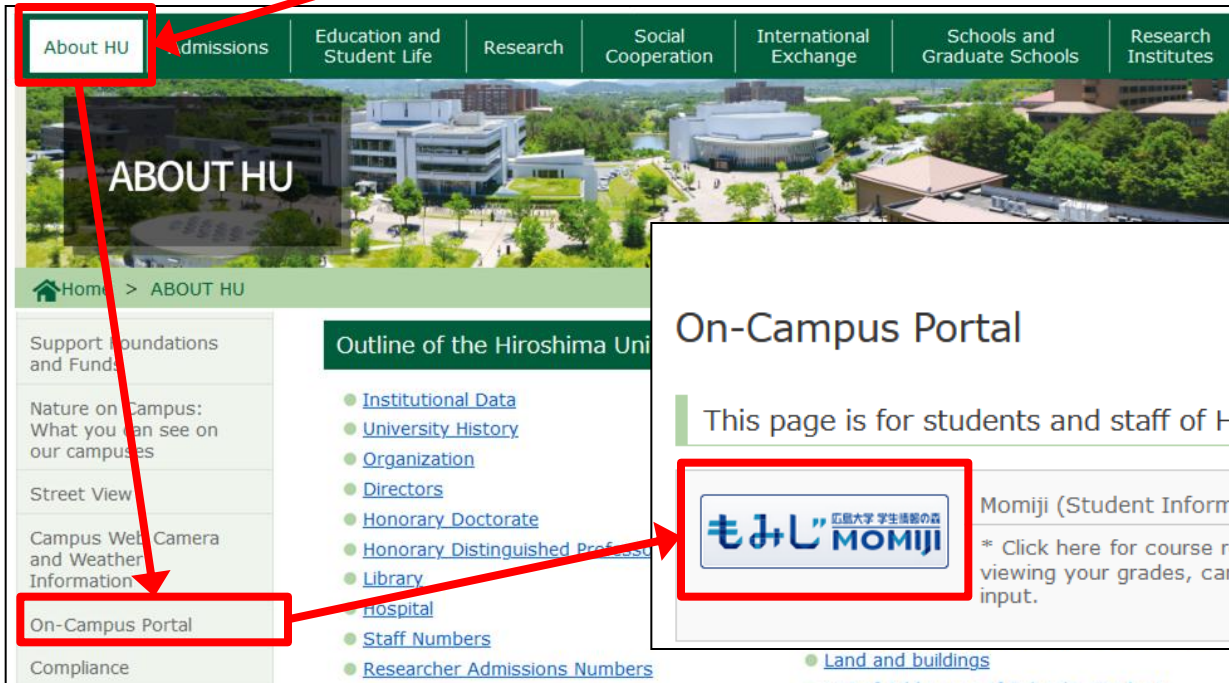 About HU
Admissions
Education and
Student Life
Research
Social
Cooperation
International
Exchange
Schools and
Graduate Schools
Research
Institutes
ABOUT HU
Home > ABOUT HU
Support Foundations
and Funds
Nature on Campus:
What you can see on
our campuses
Street View
Campus Web Camera
and Weather
Information
On-Campus Portal
Compliance
Outline of the Hiroshima Uni
Institutional Data
University History
Organization
Directors
Honorary Doctorate
Honorary Distinguished Professo
Library
Hospital
Staff Numbers
Researcher Admissions Numbers
Land and buildings
On-Campus Portal
This page is for students and staff of H
もみじ 広島大学 学生情報の森
MOMIJI
Momiji (Student Inform
* Click here for course r
viewing your grades, car
input.